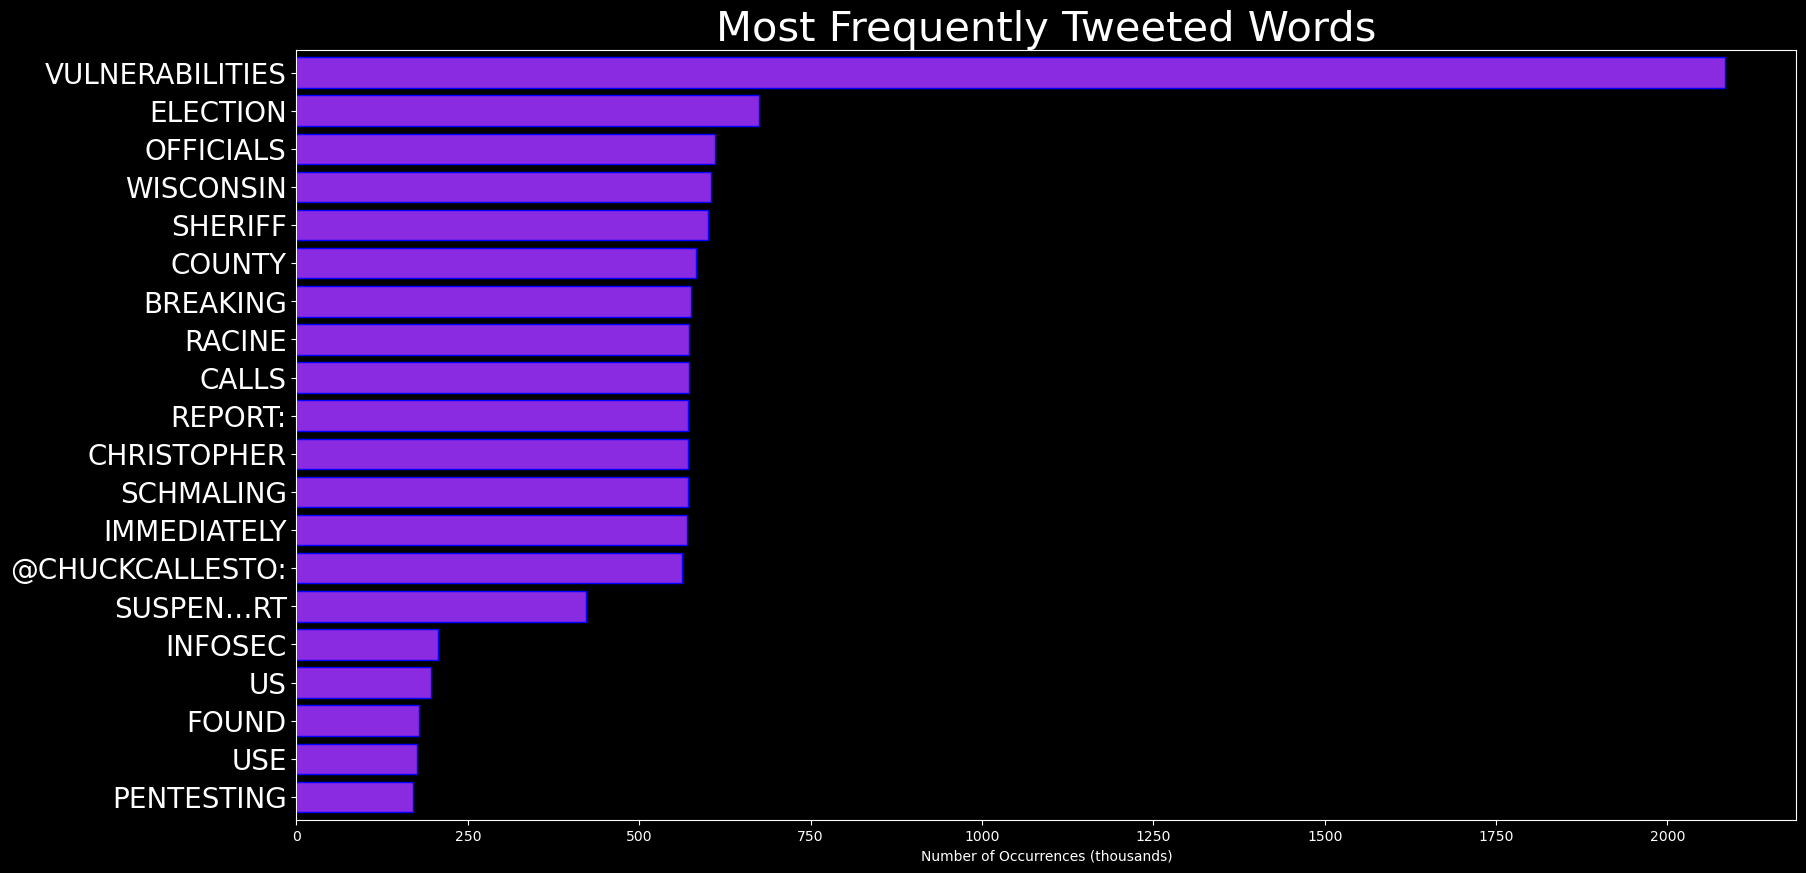 Most Frequently Tweeted Words
VULNERABILITIES
ELECTION
OFFICIALS
WISCONSIN
SHERIFF
COUNTY
BREAKING
RACINE
CALLS
REPORT:
CHRISTOPHER
SCHMALING
IMMEDIATELY
@CHUCKCALLESTO:
SUSPEN…RT
INFOSEC
US
FOUND
USE
PENTESTING
0 250 500 750 1000 1250 1500 1750 2000
Number of Occurrences (thousands)